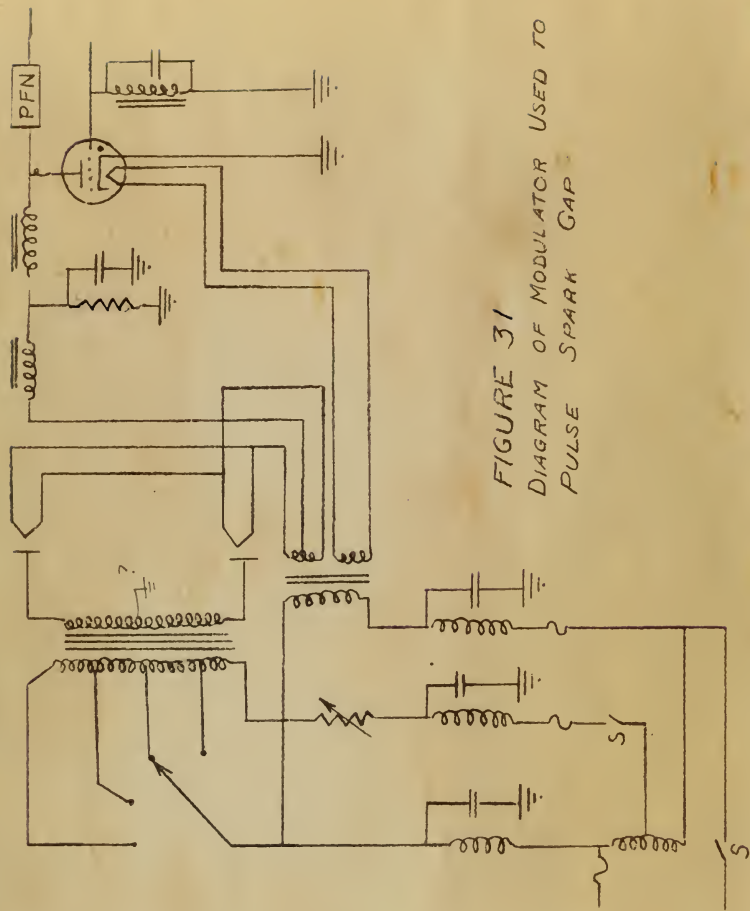 PFN
?
S
S
FIGURE 31
DIAGRAM OF MODULATOR USED TO
PULSE SPARK GAP